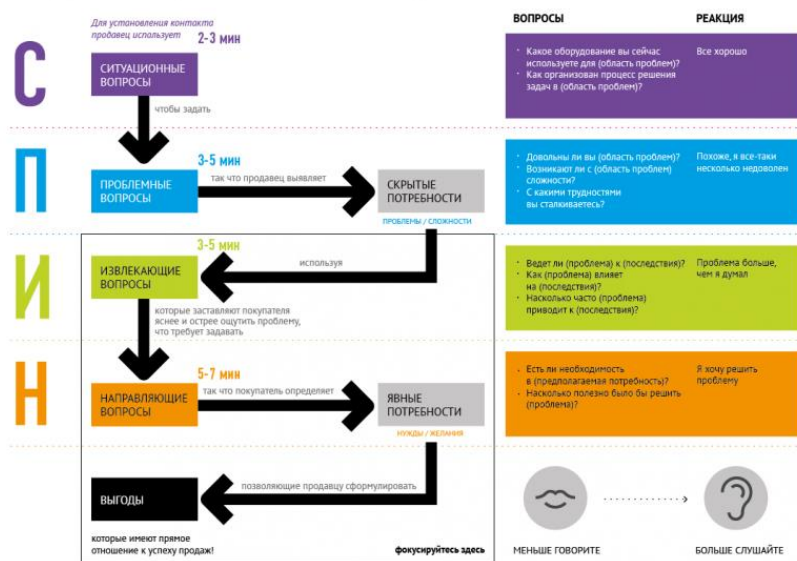 Для установления контакта
продавец использует
2-3 мин
ВОПРОСЫ
РЕАКЦИЯ
С
СИТУАЦИОННЫЕ
ВОПРОСЫ
чтобы задать
· Какое оборудование вы сейчас
используете для (область проблем)?
· Как организован процесс решения
задач в (область проблем)?
Все хорошо
П
3-5 мин
ПРОБЛЕМНЫЕ
ВОПРОСЫ
так что продавец выявляет
СКРЫТЫЕ
ПОТРЕБНОСТИ
ПРОБЛЕМЫ / СЛОЖНОСТИ
· Довольны ли вы (область проблем)?
· Возникают ли с (область проблем)
сложности?
· С какими трудностями
вы сталкиваетесь?
Похоже, я все-таки
несколько недоволен
И
3-5 мин
ИЗВЛЕКАЮЩИЕ
ВОПРОСЫ
используя
которые заставляют покупателя
яснее и острее ощутить проблему,
что требует задавать
· Ведет ли (проблема) к (последствия)?
· Как (проблема) влияет
на (последствия)?
· Насколько часто (проблема)
приводит к (последствия)?
Проблема больше,
чем я думал
Н
5-7 мин
НАПРАВЛЯЮЩИЕ
ВОПРОСЫ
так что покупатель определяет
ЯВНЫЕ
ПОТРЕБНОСТИ
НУЖДЫ / ЖЕЛАНИЯ
· Есть ли необходимость
в (предполагаемая потребность)?
· Насколько полезно было бы решить
(проблема)?
Я хочу решить
проблему
ВЫГОДЫ
позволяющие продавцу сформулировать
которые имеют прямое
отношение к успеху продаж!
фокусируйтесь здесь
МЕНЬШЕ ГОВОРИТЕ
БОЛЬШЕ СЛУШАЙТЕ